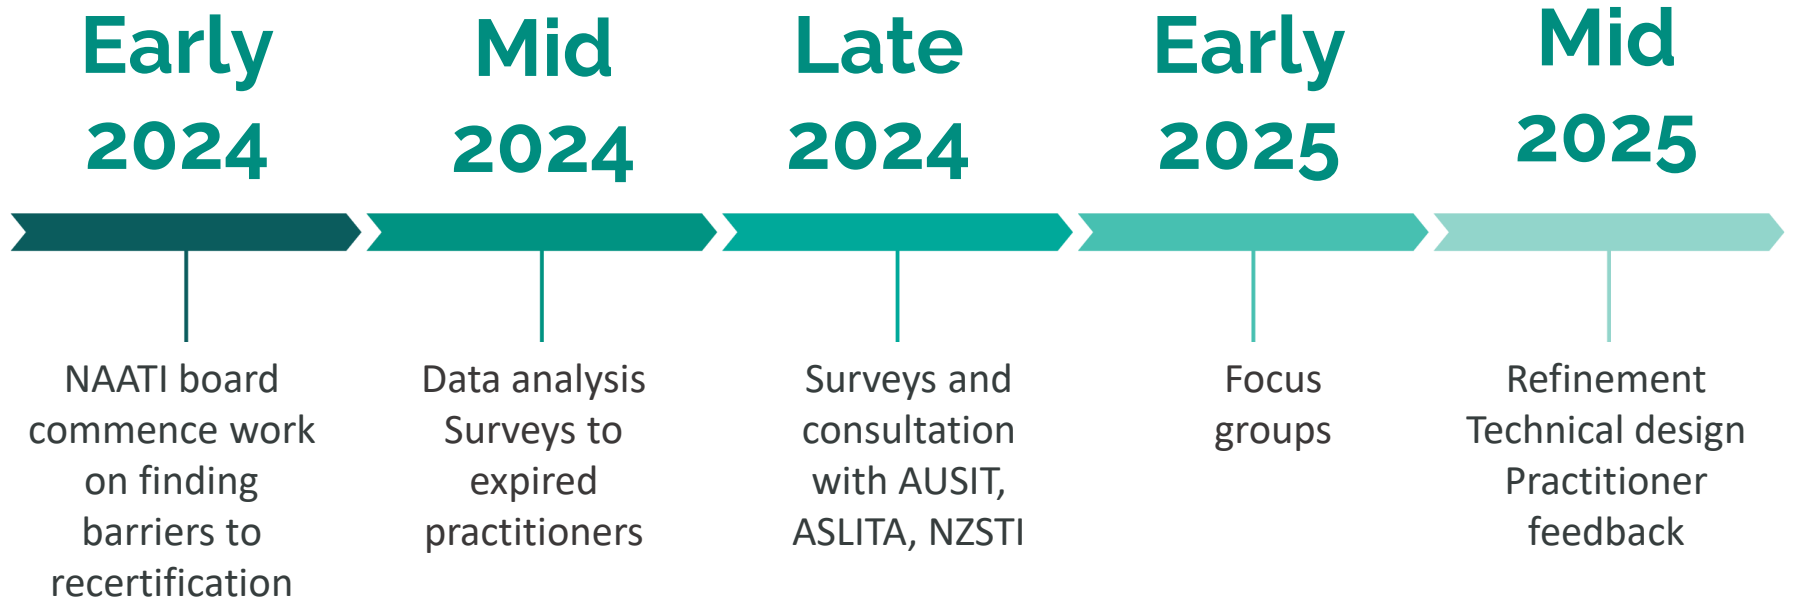 Early
2024
Mid
2024
Late
2024
Early
2025
Mid
2025
NAATI board
commence work
on finding
barriers to
recertification
Data analysis
Surveys to
expired
practitioners
Surveys and
consultation
with AUSIT,
ASLITA, NZSTI
Focus
groups
Refinement
Technical design
Practitioner
feedback